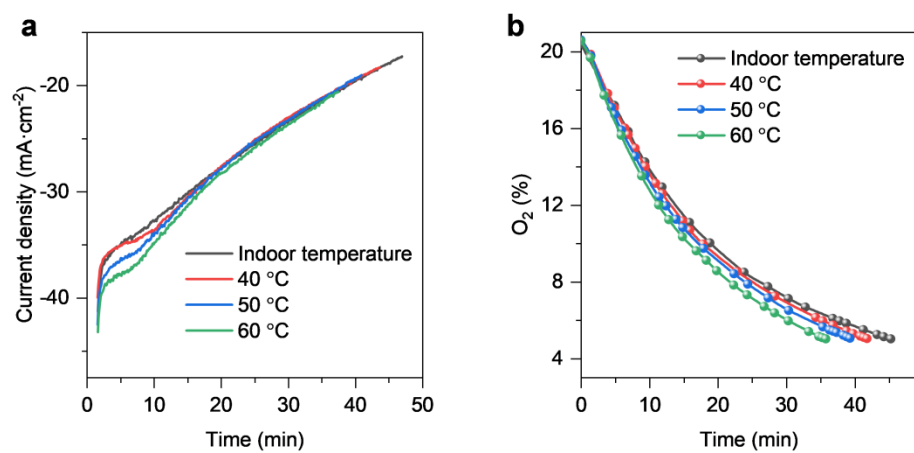 a
Current density (mA·cm⁻²)
-20
-30
-40
Indoor temperature
40 °C
50 °C
60 °C
0
10
20
30
40
50
Time (min)
b
O₂ (%)
20
16
12
8
4
Indoor temperature
40 °C
50 °C
60 °C
0
10
20
30
40
Time (min)